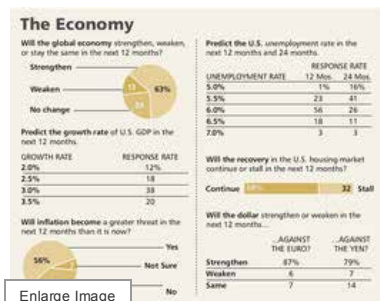 The Economy
Will the global economy strengthen, weaken,
or stay the same in the next 12 months?
Strengthen
Weaken
No change
13
63%
24
Predict the growth rate of U.S. GDP in the
next 12 months.
GROWTH RATE RESPONSE RATE
2.0% 12%
2.5% 18
3.0% 38
3.5% 20
Will inflation become a greater threat in the
next 12 months than it is now?
56%
Yes
Not Sure
No
Enlarge Image
Predict the U.S. unemployment rate in the
next 12 months and 24 months.
RESPONSE RATE
UNEMPLOYMENT RATE 12 Mos. 24 Mos.
5.0% 1% 16%
5.5% 23 41
6.0% 56 26
6.5% 18 11
7.0% 3 3
Will the recovery in the U.S. housing market
continue or stall in the next 12 months?
Continue 68% 32 Stall
Will the dollar strengthen or weaken in the
next 12 months...
...AGAINST ...AGAINST
THE EURO? THE YEN?
Strengthen 87% 79%
Weaken 6 7
Same 7 14